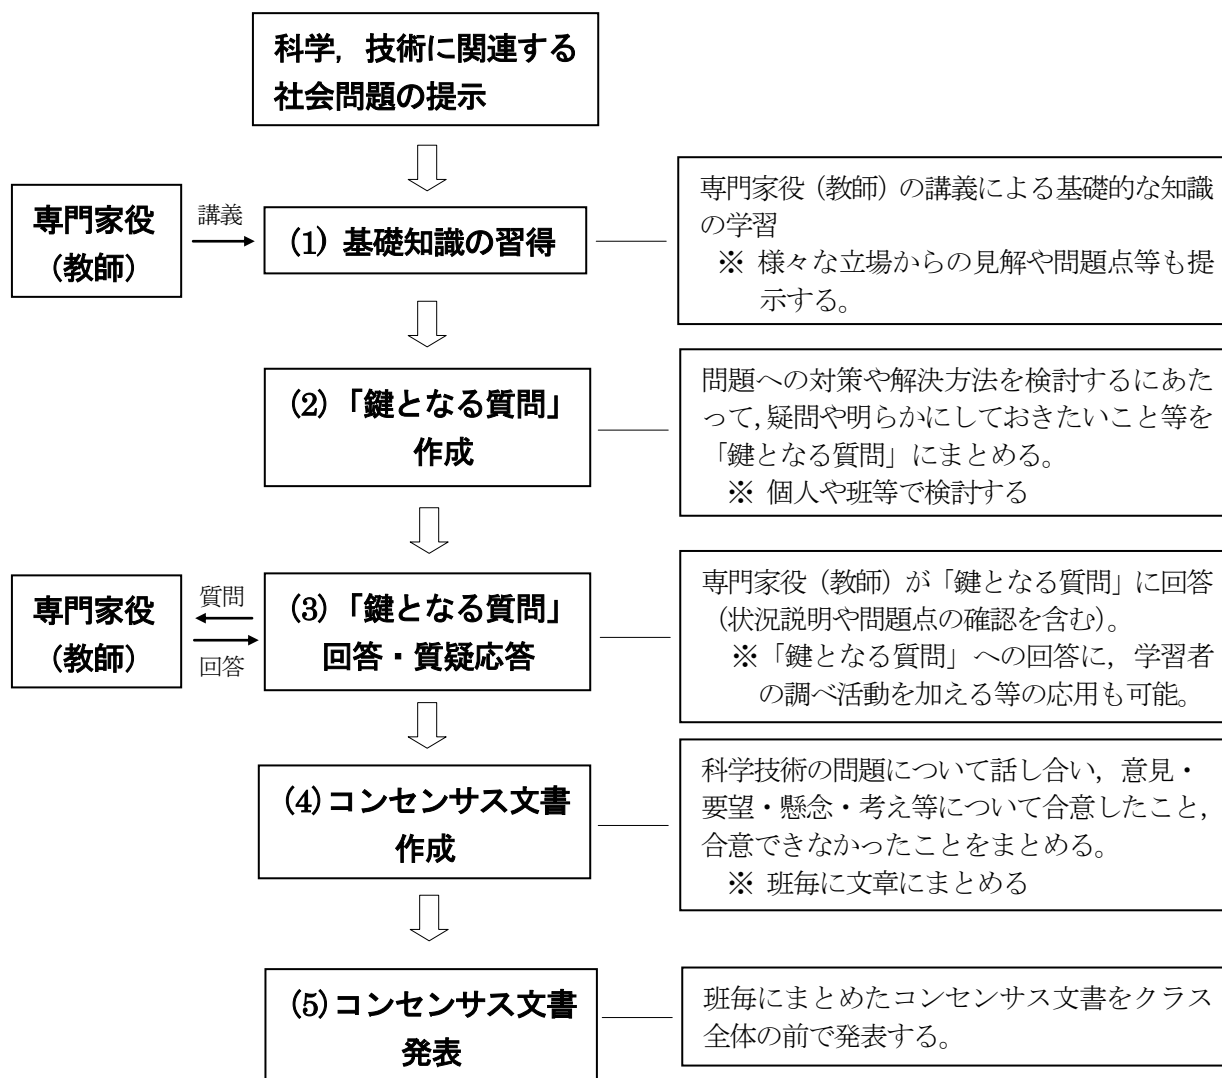 科学，技術に関連する
社会問題の提示
専門家役
（教師）
講義
(1) 基礎知識の習得
専門家役（教師）の講義による基礎的な知識
の学習
※ 様々な立場からの見解や問題点等も提
示する。
(2)「鍵となる質問」
作成
問題への対策や解決方法を検討するにあた
って，疑問や明らかにしておきたいこと等を
「鍵となる質問」にまとめる。
※ 個人や班等で検討する
専門家役
（教師）
質問
回答
(3)「鍵となる質問」
回答・質疑応答
専門家役（教師）が「鍵となる質問」に回答
（状況説明や問題点の確認を含む）。
※「鍵となる質問」への回答に，学習者
の調べ活動を加える等の応用も可能。
(4)コンセンサス文書
作成
科学技術の問題について話し合い，意見・
要望・懸念・考え等について合意したこと，
合意できなかったことをまとめる。
※ 班毎に文章にまとめる
(5)コンセンサス文書
発表
班毎にまとめたコンセンサス文書をクラス
全体の前で発表する。